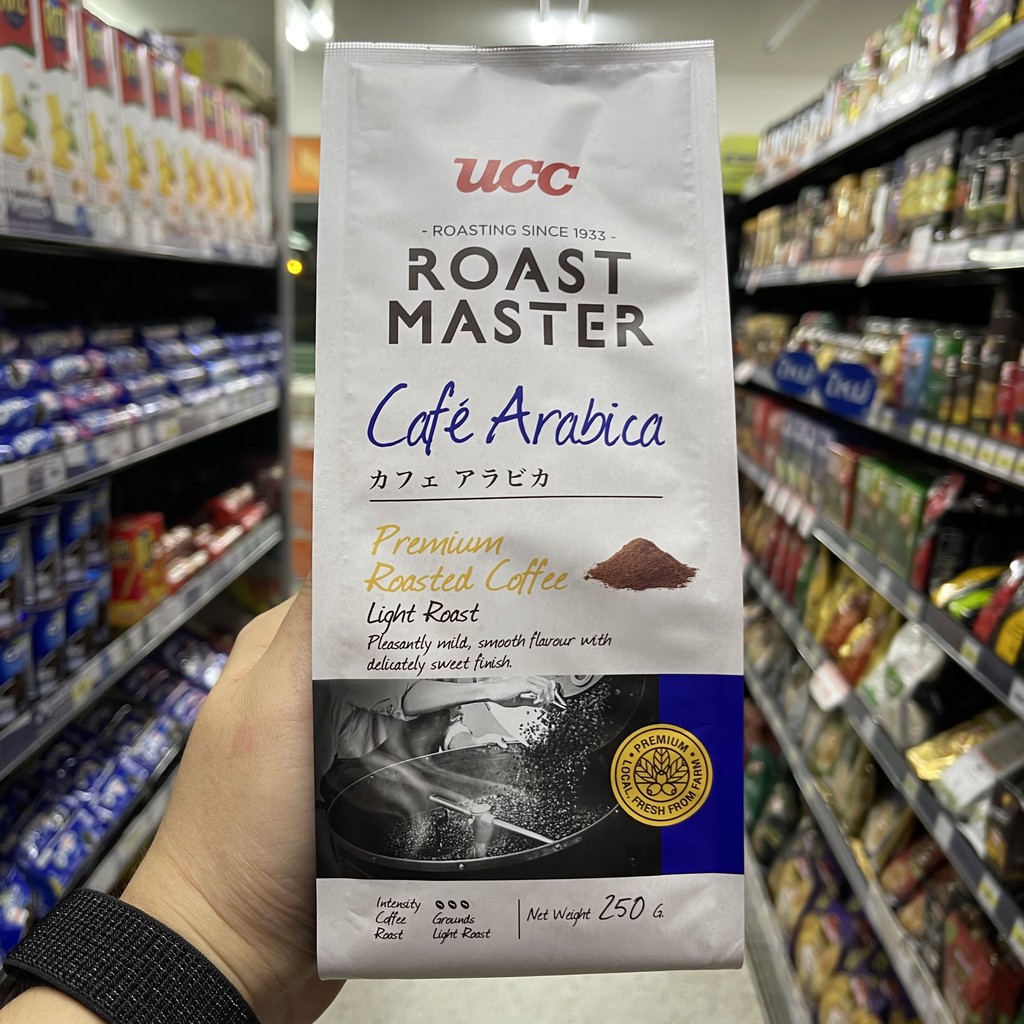 UCC
- ROASTING SINCE 1933 -
ROAST
MASTER
Café Arabica
カフェ アラビカ
Premium
Roasted Coffee
Light Roast
Pleasantly mild, smooth flavour with
delicately sweet finish.
PREMIUM
LOCAL, FRESH FROM FARM
Intensity
Coffee Grounds
Roast Light Roast
Net Weight 250 G.